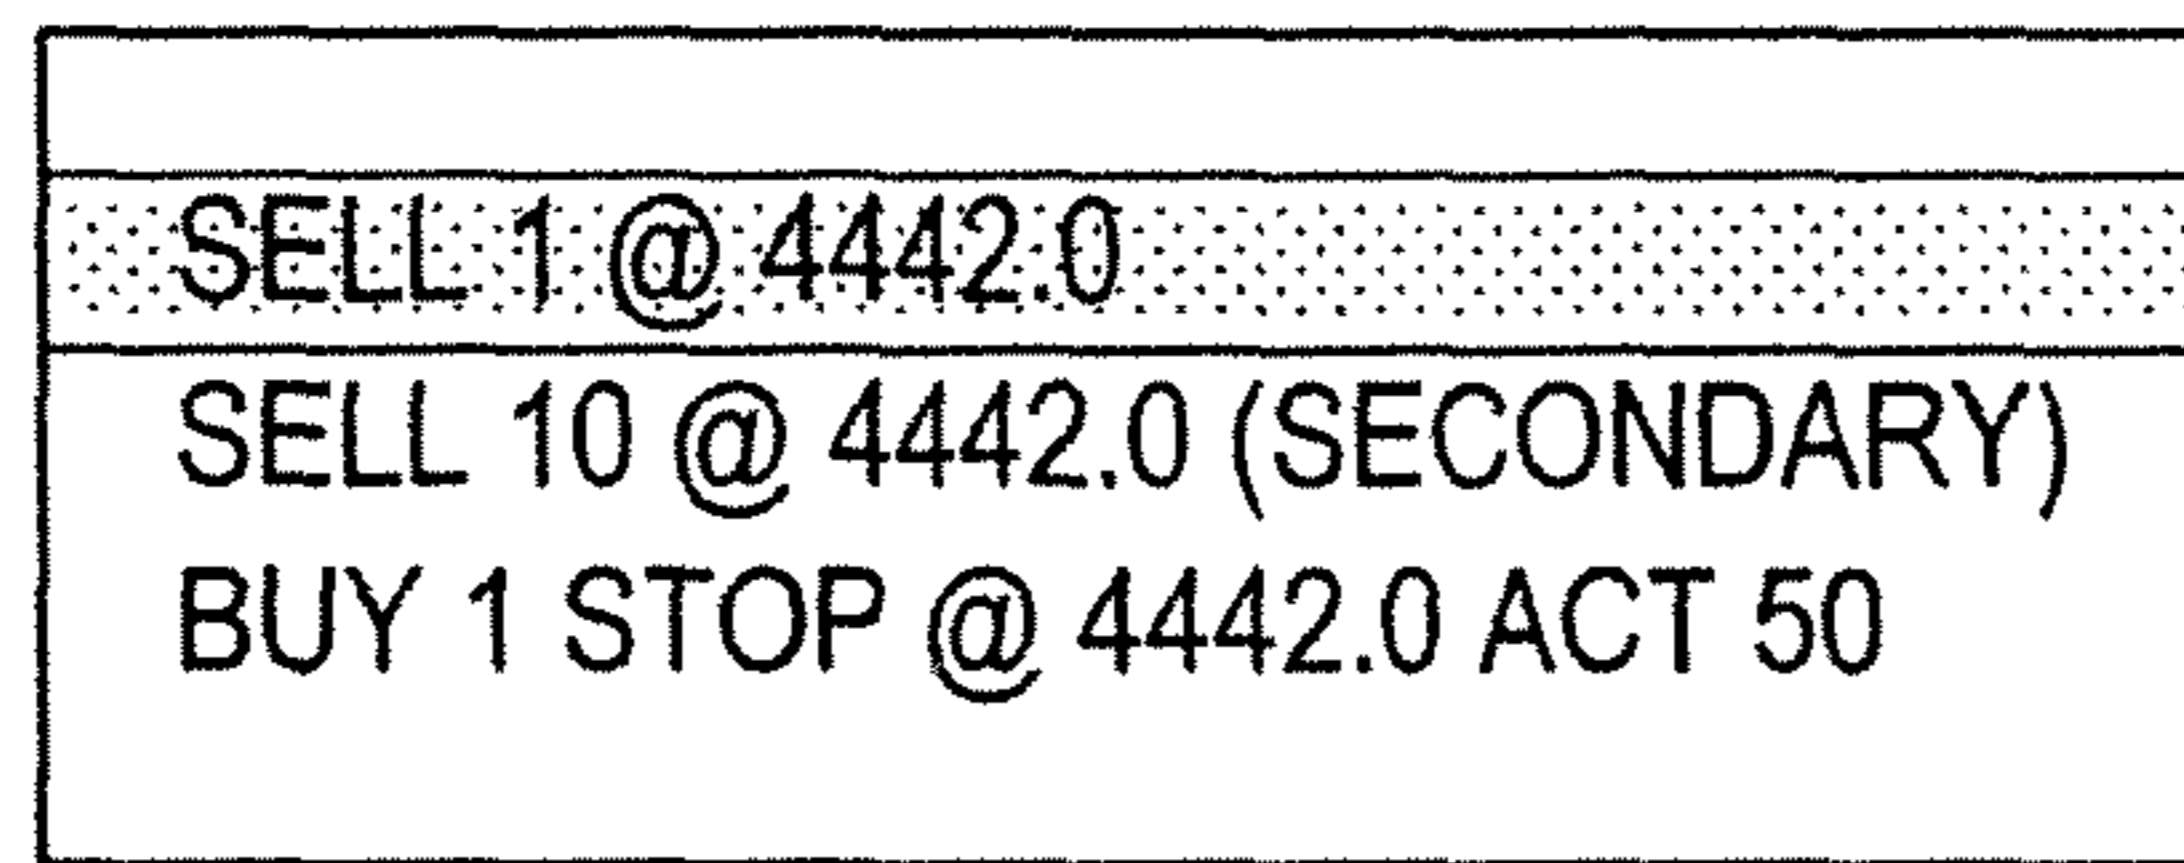 SELL 1 @ 4442.0
SELL 10 @ 4442.0 (SECONDARY)
BUY 1 STOP @ 4442.0 ACT 50